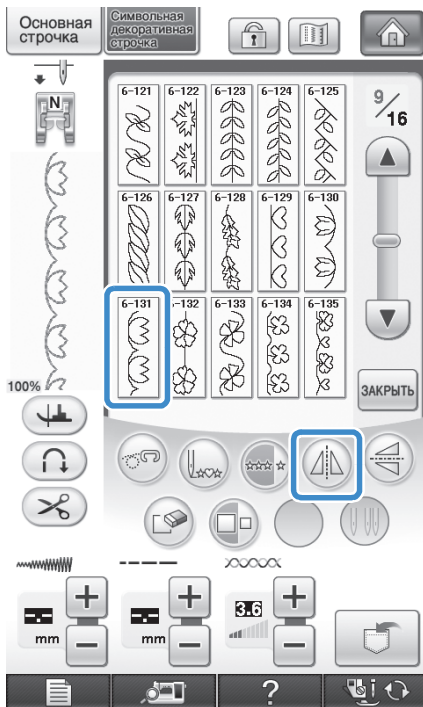 Основная
строчка
Символьная
декоративная
строчка
N
6-121 6-122 6-123 6-124 6-125
9/16
6-126 6-127 6-128 6-129 6-130
6-131 6-132 6-133 6-134 6-135
100%
ЗАКРЫТЬ
3.6
mm mm
?
i